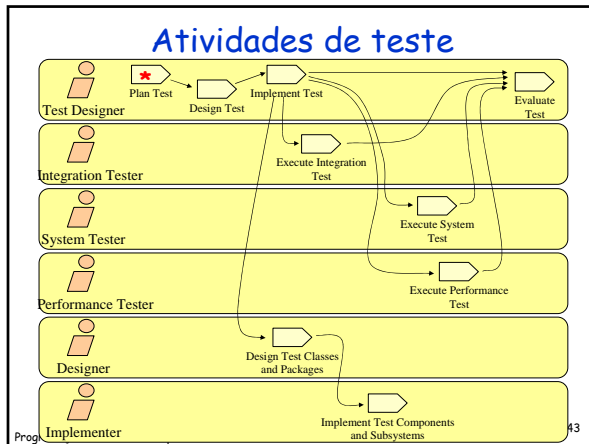 Atividades de teste
Plan Test
Design Test
Implement Test
Evaluate
Test
Test Designer
Execute Integration
Test
Integration Tester
Execute System
Test
System Tester
Execute Performance
Test
Performance Tester
Design Test Classes
and Packages
Designer
Implement Test Components
and Subsystems
Implementer
43